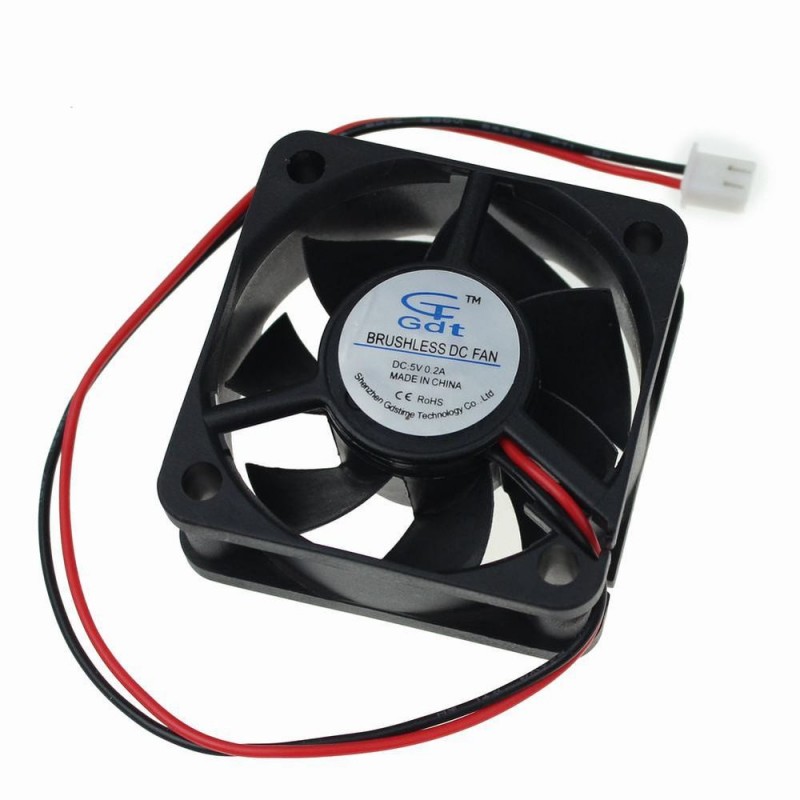 GT ™
Gdt
BRUSHLESS DC FAN
DC:5V 0.2A
MADE IN CHINA
CE RoHS
Shenzhen Gdstime Technology Co., Ltd